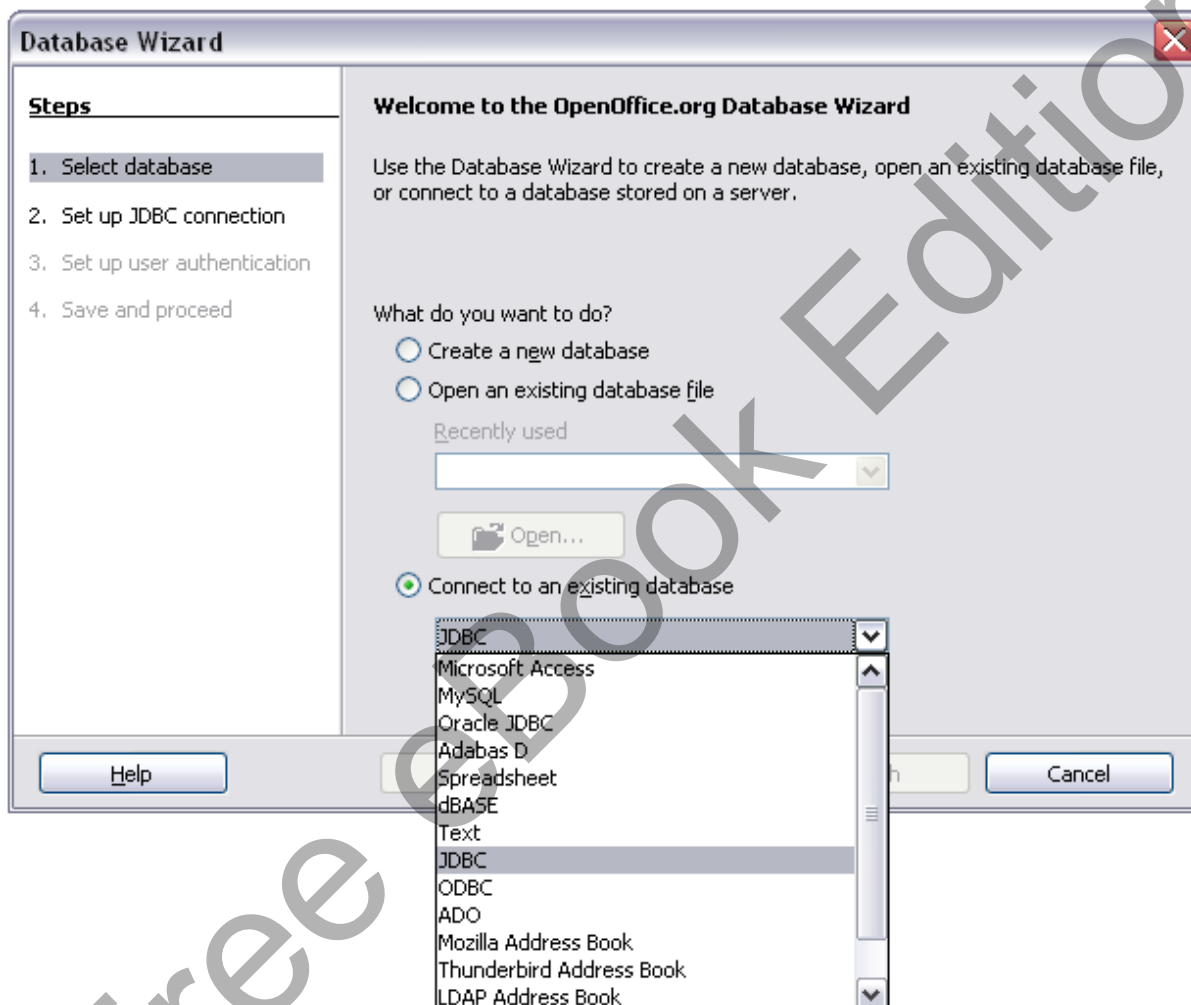 Database Wizard
Steps
1. Select database
2. Set up JDBC connection
3. Set up user authentication
4. Save and proceed
Welcome to the OpenOffice.org Database Wizard
Use the Database Wizard to create a new database, open an existing database file,
or connect to a database stored on a server.
What do you want to do?
Create a new database
Open an existing database file
Recently used
Open...
Connect to an existing database
JDBC
Microsoft Access
MySQL
Oracle JDBC
Adabas D
Spreadsheet
dBASE
Text
JDBC
ODBC
ADO
Mozilla Address Book
Thunderbird Address Book
LDAP Address Book
Help
Cancel
eBook